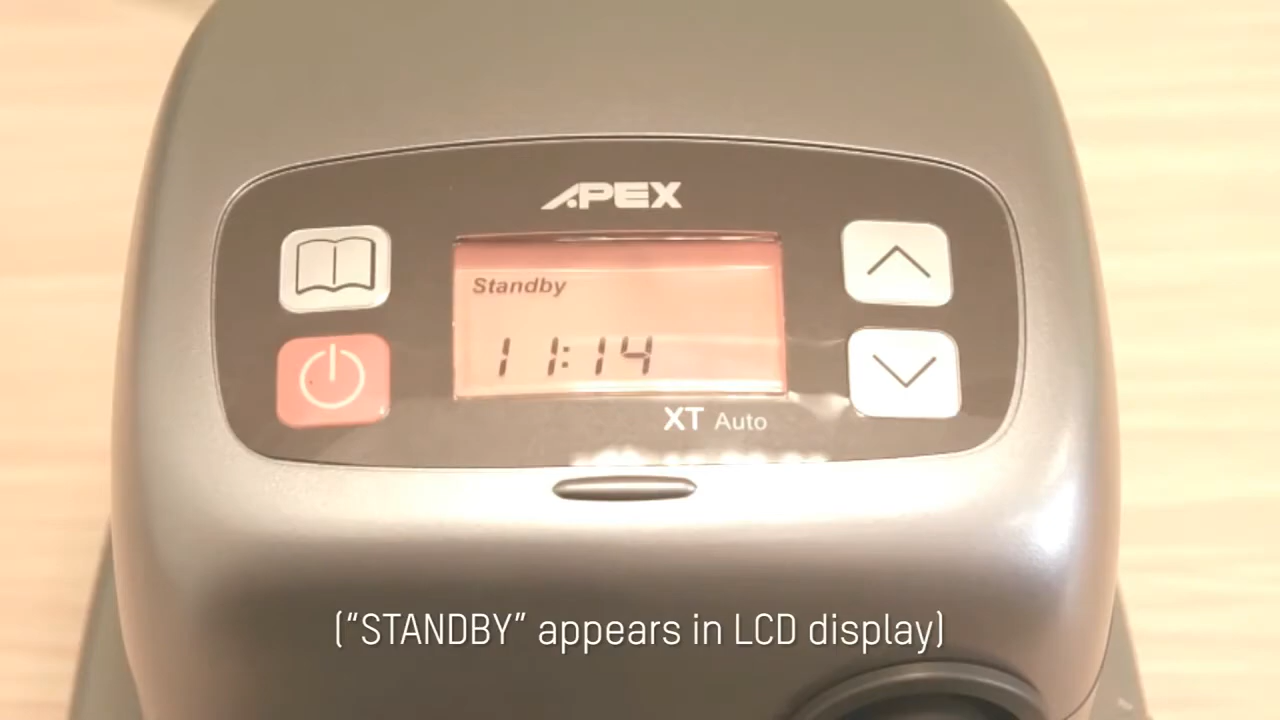 APEX
Standby
11:14
XT Auto
(“STANDBY” appears in LCD display)